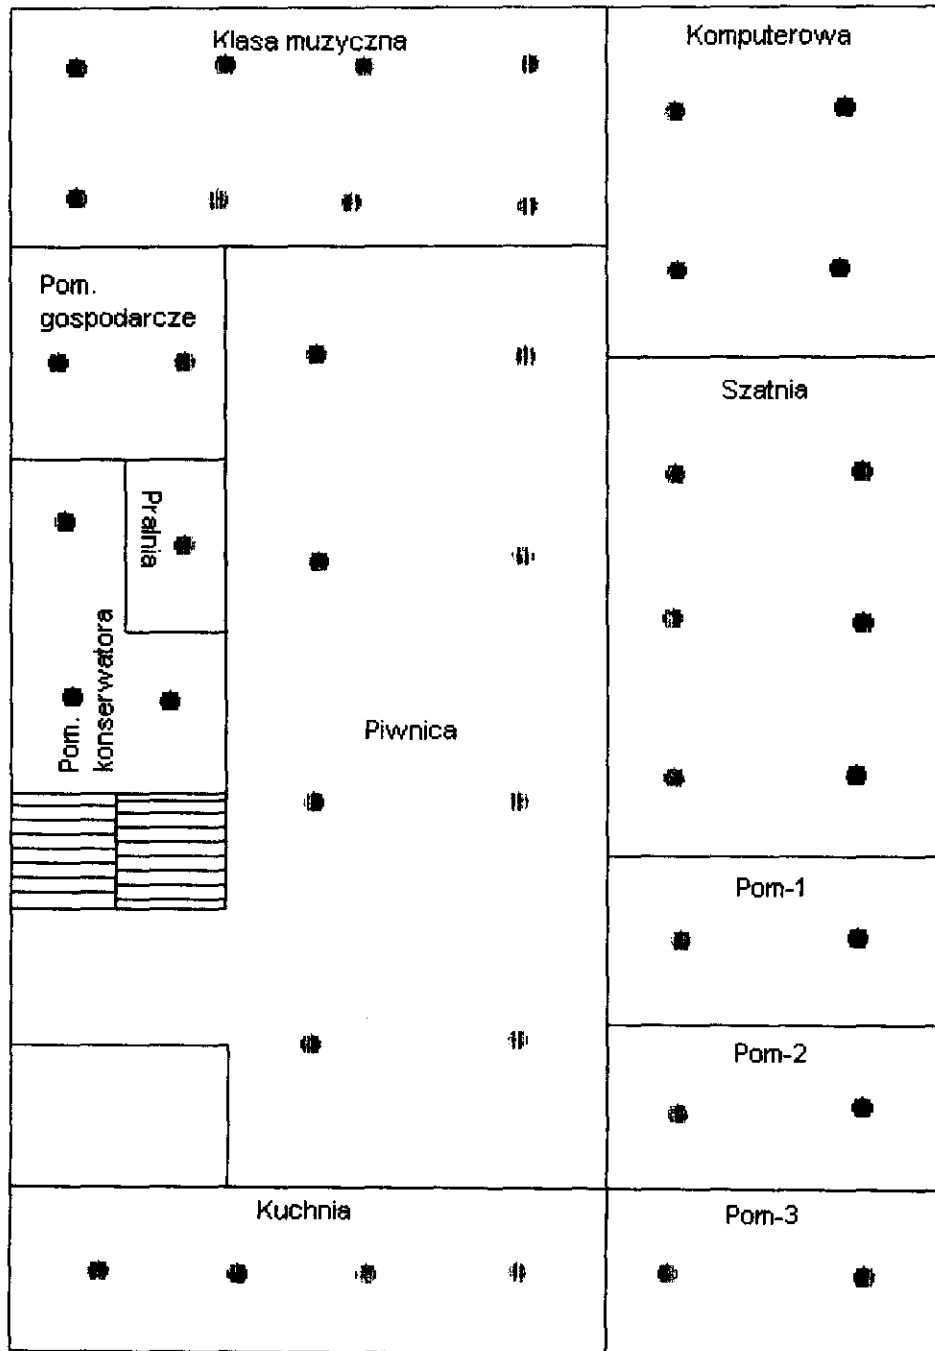 Klasa muzyczna
Komputerowa
Pom.
gospodarcze
Szatnia
Pralnia
Pom.
konserwatora
Piwnica
Pom-1
Pom-2
Kuchnia
Pom-3